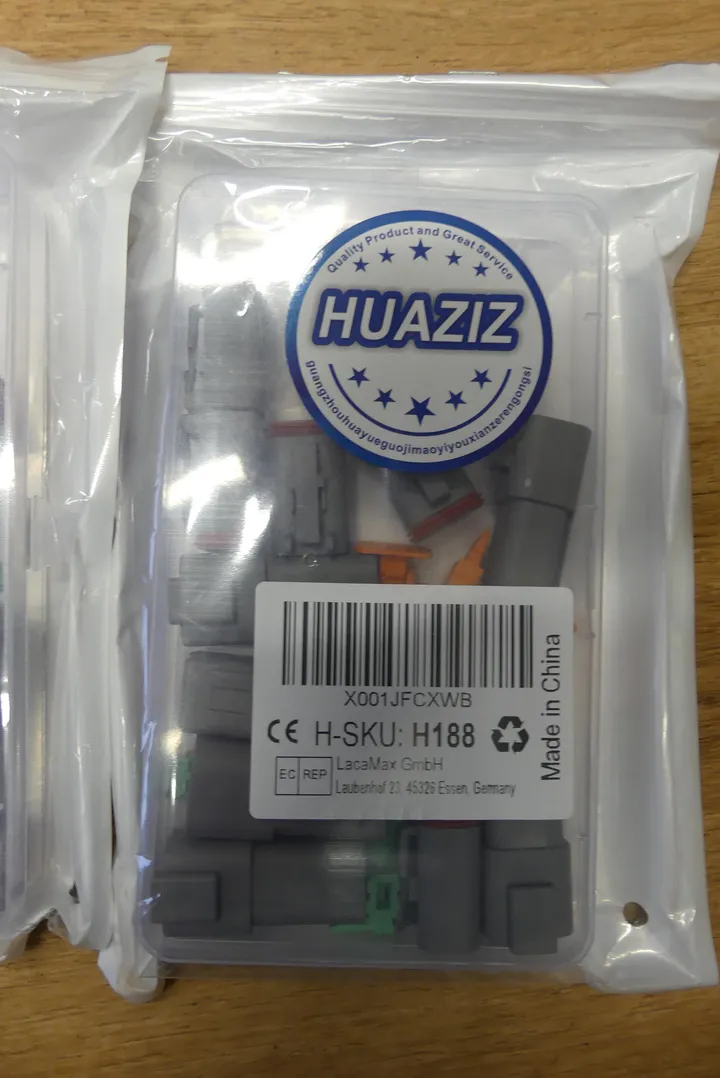 Quality Product and Great Service
HUAZIZ
guangzhouhuayueguojimaoyiyouxianzerengongsi
X001JFCXWB
CE H-SKU: H188
EC REP
LacaMax GmbH
Laubenhof 23, 45326 Essen, Germany
Made in China